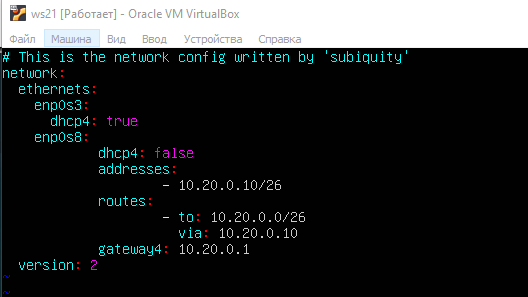 ws21 [Работает] - Oracle VM VirtualBox
Файл Машина Вид Ввод Устройства Справка
# This is the network config written by 'subiquity'
network:
  ethernets:
    enp0s3:
      dhcp4: true
    enp0s8:
            dhcp4: false
            addresses:
                    - 10.20.0.10/26
            routes:
                    - to: 10.20.0.0/26
                      via: 10.20.0.10
            gateway4: 10.20.0.1
  version: 2
~
~